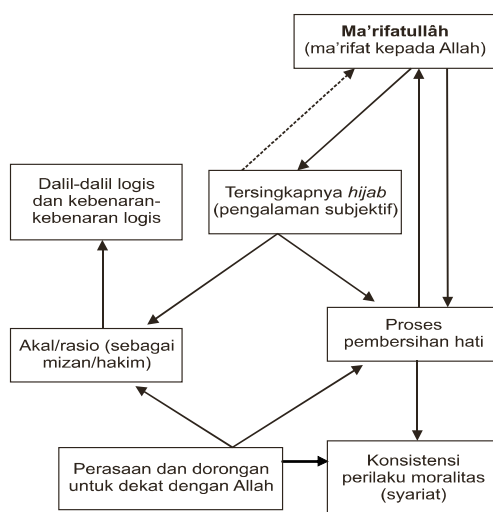 Ma’rifatullâh
(ma’rifat kepada Allah)
Dalil-dalil logis
dan kebenaran-
kebenaran logis
Tersingkapnya hijab
(pengalaman subjektif)
Akal/rasio (sebagai
mizan/hakim)
Proses
pembersihan hati
Perasaan dan dorongan
untuk dekat dengan Allah
Konsistensi
perilaku moralitas
(syariat)